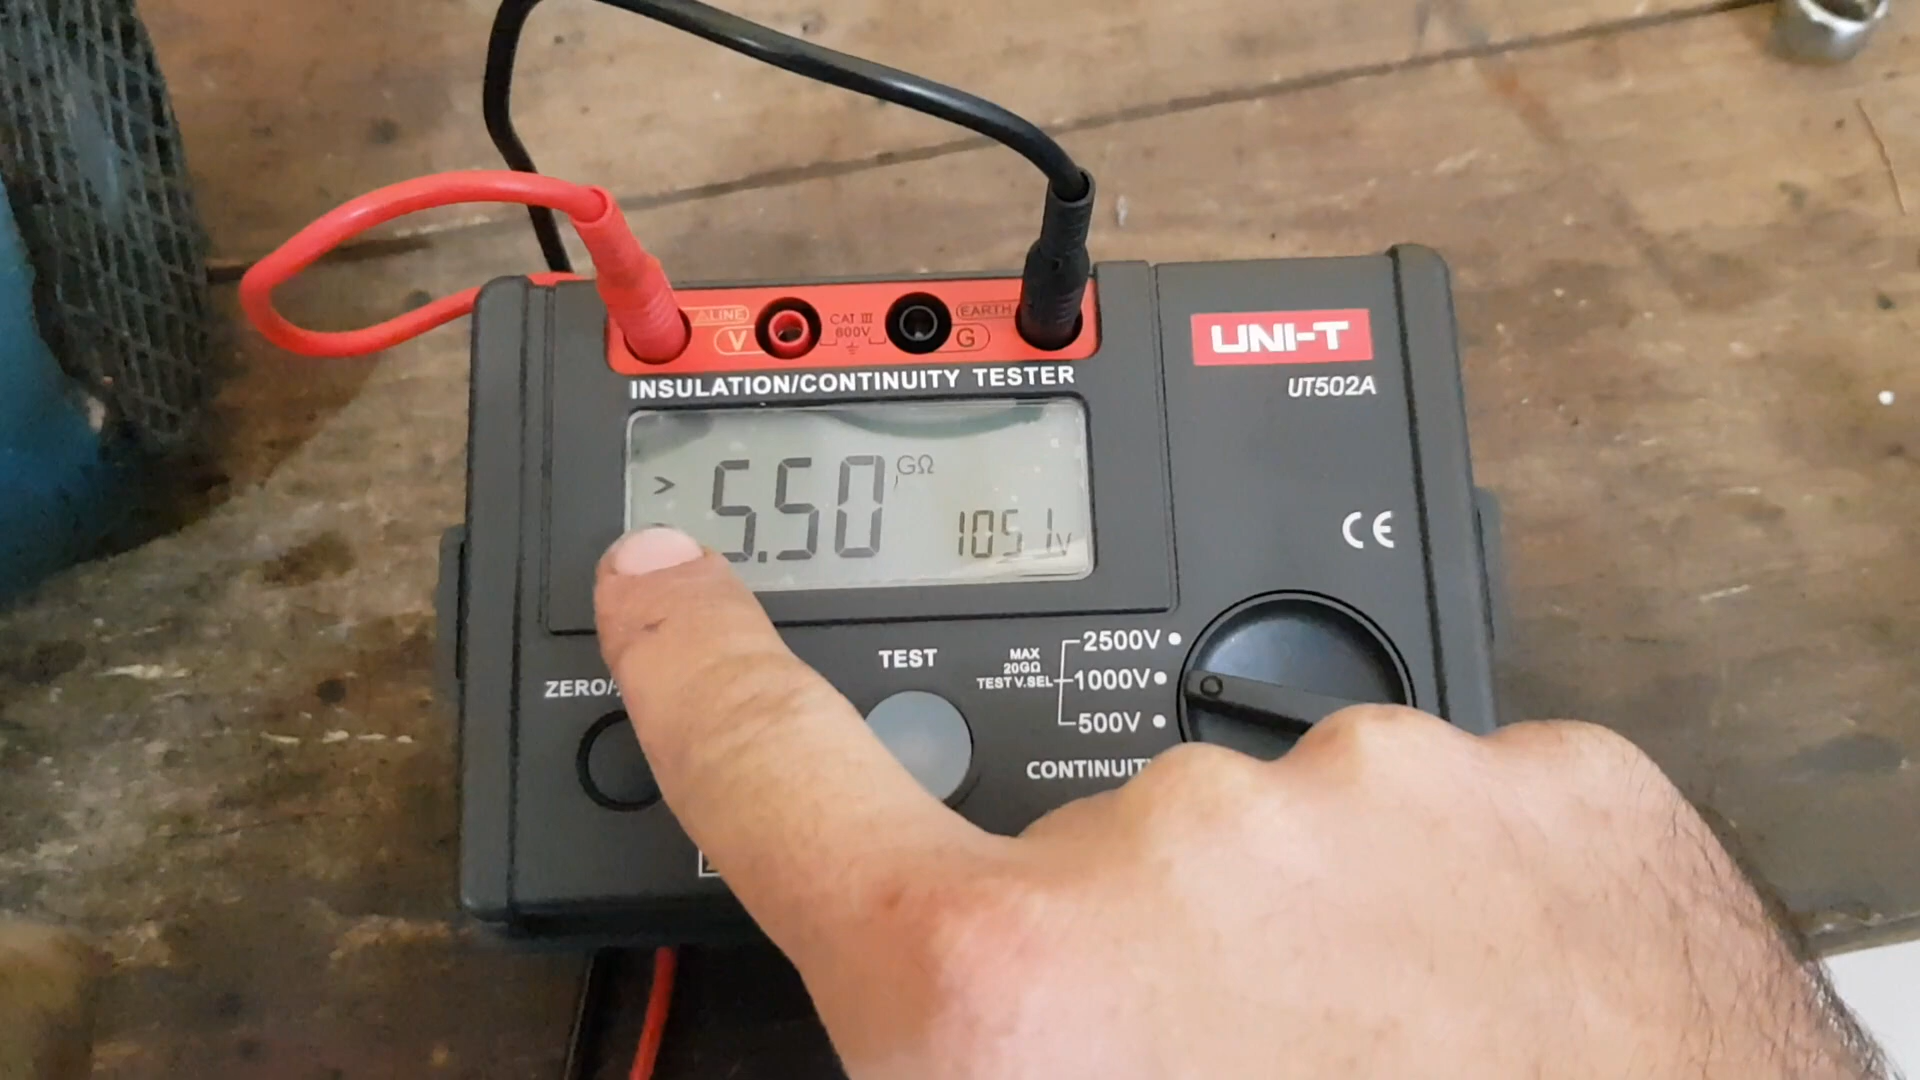 LINE
V
CAT III
600V
EARTH
G
INSULATION/CONTINUITY TESTER
UNI-T
UT502A
> 5.50 GΩ
1051v
CE
ZERO/
TEST
MAX
20GΩ
TEST V.SEL
2500V
1000V
500V
CONTINUIT